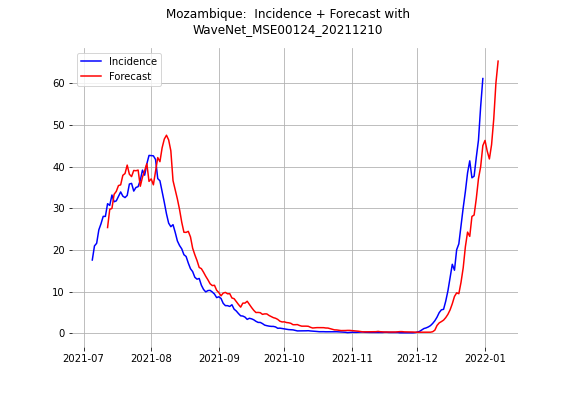 Mozambique:  Incidence + Forecast with
WaveNet_MSE00124_20211210
Incidence
Forecast
60
50
40
30
20
10
0
2021-07 2021-08 2021-09 2021-10 2021-11 2021-12 2022-01